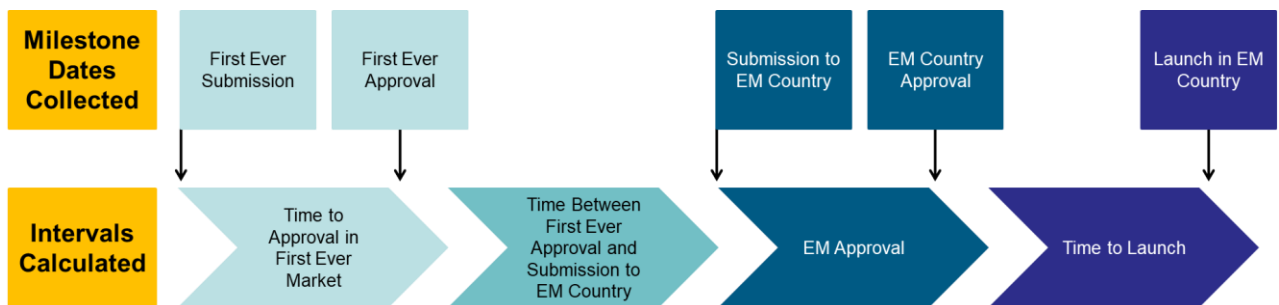 Milestone
Dates
Collected
First Ever
Submission
First Ever
Approval
Submission to
EM Country
EM Country
Approval
Launch in EM
Country
Intervals
Calculated
Time to
Approval in
First Ever
Market
Time Between
First Ever
Approval and
Submission to
EM Country
EM Approval
Time to Launch